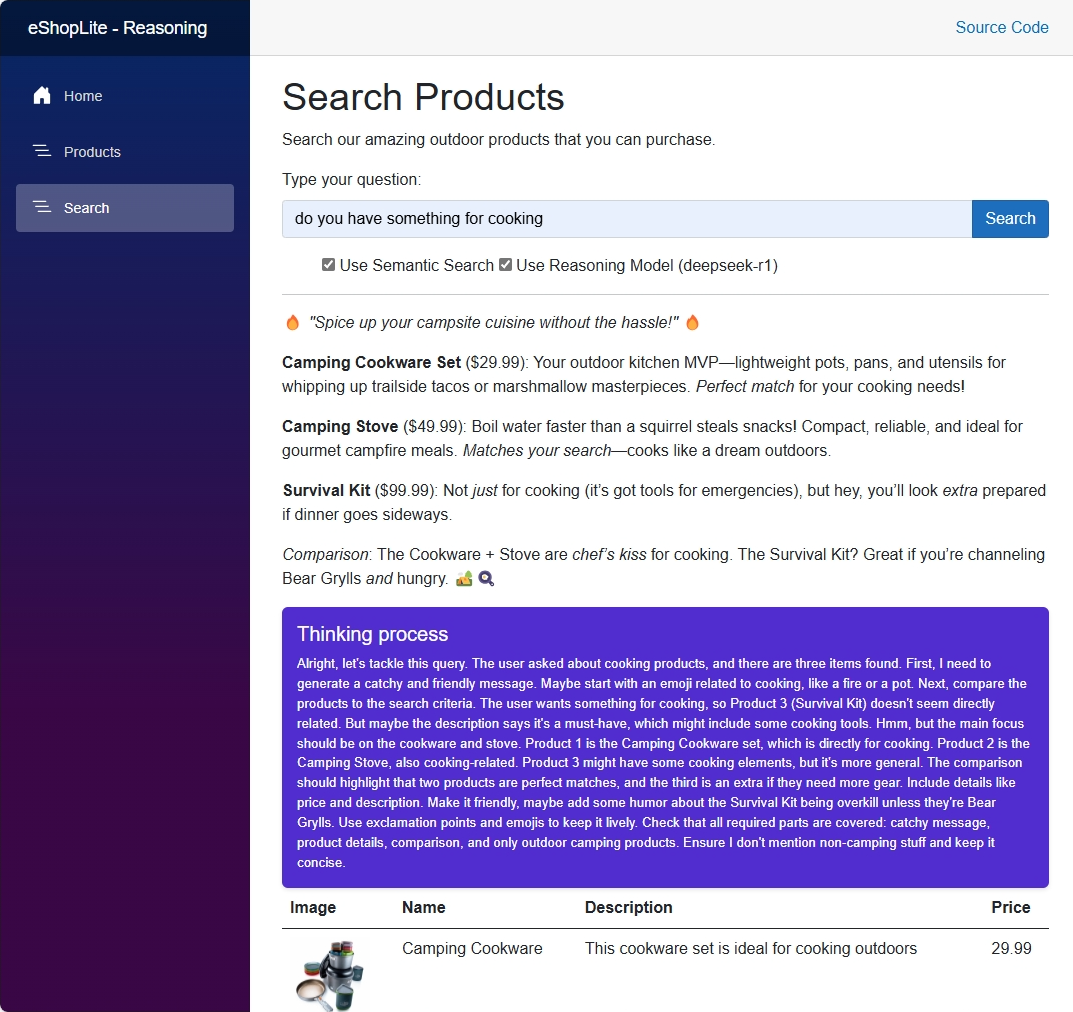 eShopLite - Reasoning
Source Code
Home
Products
Search
Search Products
Search our amazing outdoor products that you can purchase.
Type your question:
do you have something for cooking
Search
Use Semantic Search Use Reasoning Model (deepseek-r1)
🔥 "Spice up your campsite cuisine without the hassle!" 🔥
Camping Cookware Set ($29.99): Your outdoor kitchen MVP—lightweight pots, pans, and utensils for
whipping up trailside tacos or marshmallow masterpieces. Perfect match for your cooking needs!
Camping Stove ($49.99): Boil water faster than a squirrel steals snacks! Compact, reliable, and ideal for
gourmet campfire meals. Matches your search—cooks like a dream outdoors.
Survival Kit ($99.99): Not just for cooking (it’s got tools for emergencies), but hey, you’ll look extra prepared
if dinner goes sideways.
Comparison: The Cookware + Stove are chef’s kiss for cooking. The Survival Kit? Great if you’re channeling
Bear Grylls and hungry. 🏕️🍳
Thinking process
Alright, let's tackle this query. The user asked about cooking products, and there are three items found. First, I need to
generate a catchy and friendly message. Maybe start with an emoji related to cooking, like a fire or a pot. Next, compare the
products to the search criteria. The user wants something for cooking, so Product 3 (Survival Kit) doesn't seem directly
related. But maybe the description says it's a must-have, which might include some cooking tools. Hmm, but the main focus
should be on the cookware and stove. Product 1 is the Camping Cookware set, which is directly for cooking. Product 2 is the
Camping Stove, also cooking-related. Product 3 might have some cooking elements, but it's more general. The comparison
should highlight that two products are perfect matches, and the third is an extra if they need more gear. Include details like
price and description. Make it friendly, maybe add some humor about the Survival Kit being overkill unless they're Bear
Grylls. Use exclamation points and emojis to keep it lively. Check that all required parts are covered: catchy message,
product details, comparison, and only outdoor camping products. Ensure I don't mention non-camping stuff and keep it
concise.
Image Name Description Price
Camping Cookware This cookware set is ideal for cooking outdoors 29.99